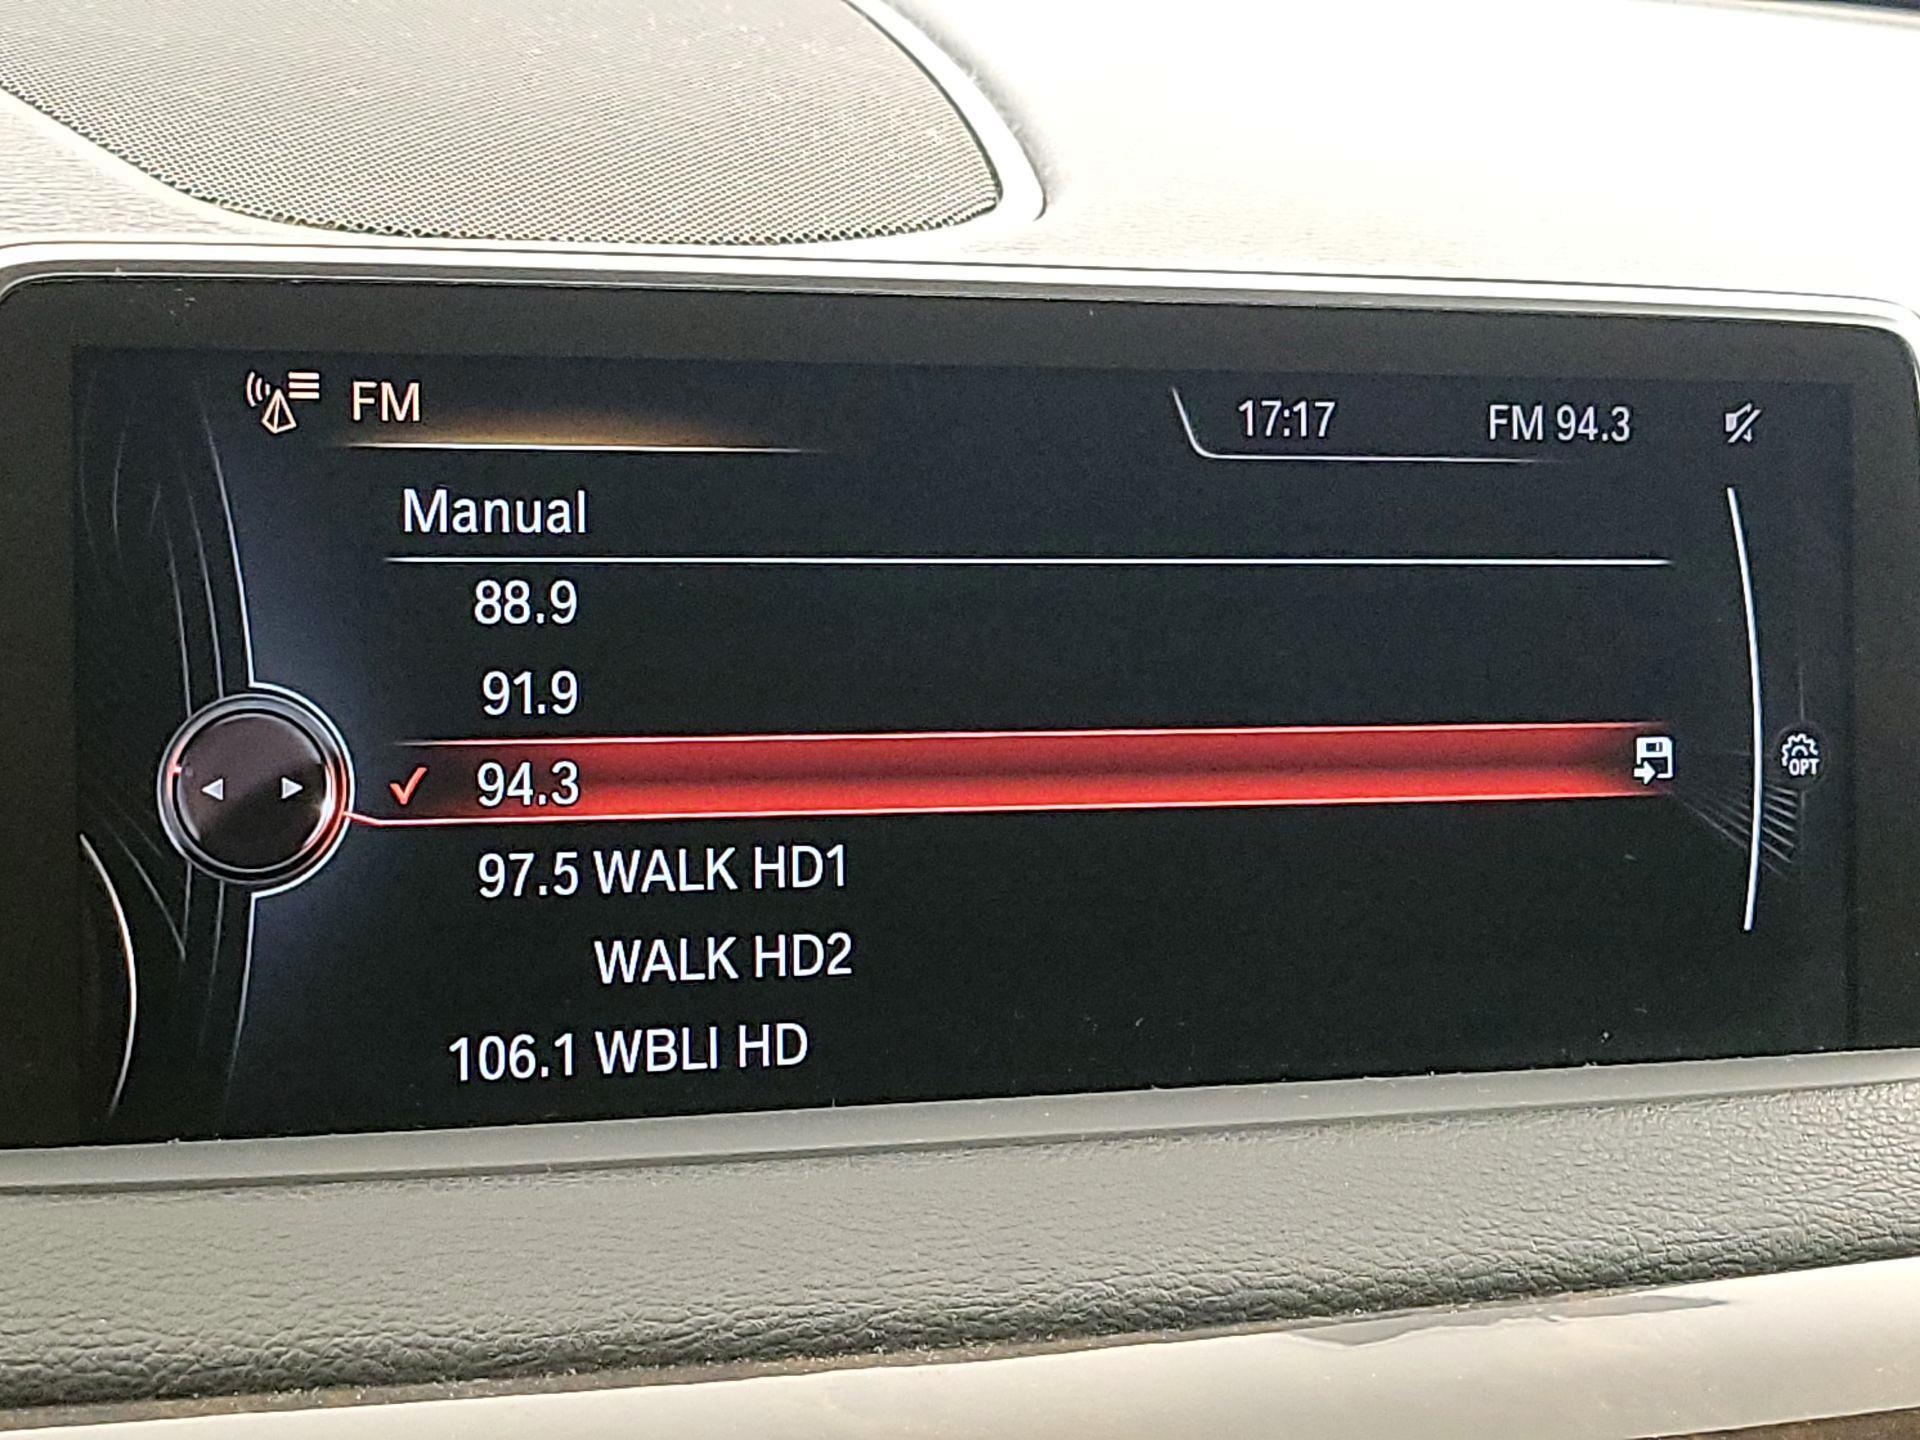 FM
17:17 FM 94.3
Manual
88.9
91.9
94.3
OPT
97.5 WALK HD1
WALK HD2
106.1 WBLI HD